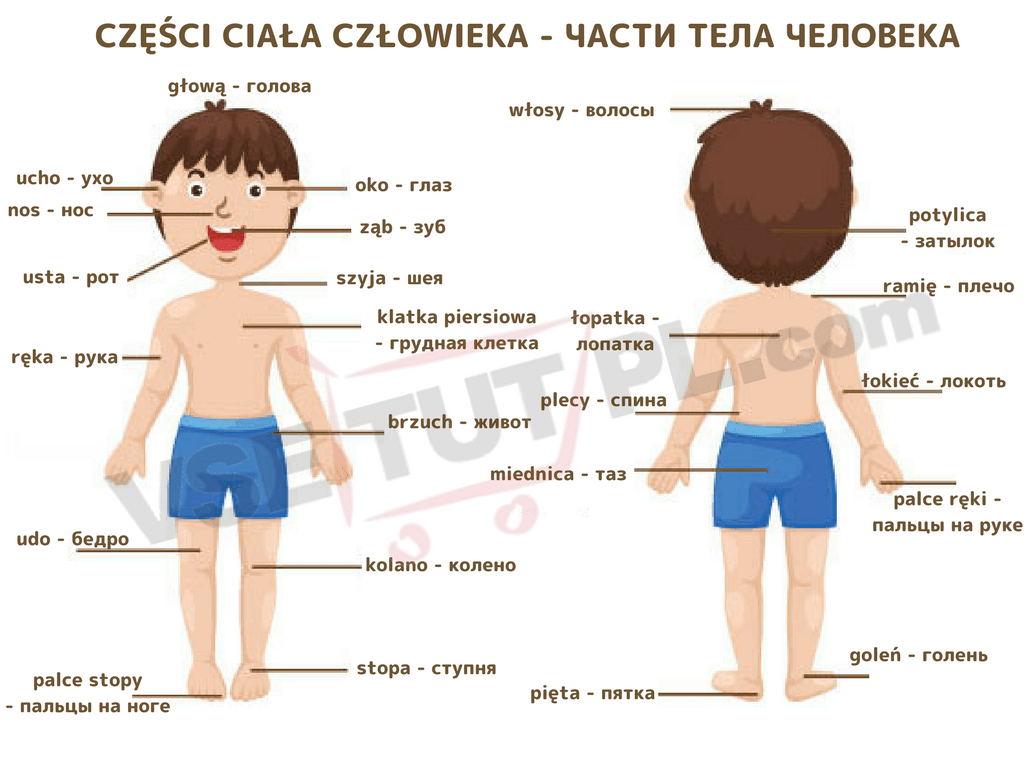 CZĘŚCI CIAŁA CZŁOWIEKA - ЧАСТИ ТЕЛА ЧЕЛОВЕКА
głową - голова
włosy - волосы
ucho - ухо
oko - глаз
nos - нос
ząb - зуб
potylica
- затылок
usta - рот
szyja - шея
ramię - плечо
klatka piersiowa
- грудная клетка
łopatka -
лопатка
ręka - рука
łokieć - локоть
plecy - спина
brzuch - живот
miednica - таз
palce ręki -
пальцы на руке
udo - бедро
kolano - колено
goleń - голень
stopa - ступня
palce stopy
- пальцы на ноге
pięta - пятка
VSETUTPL.com